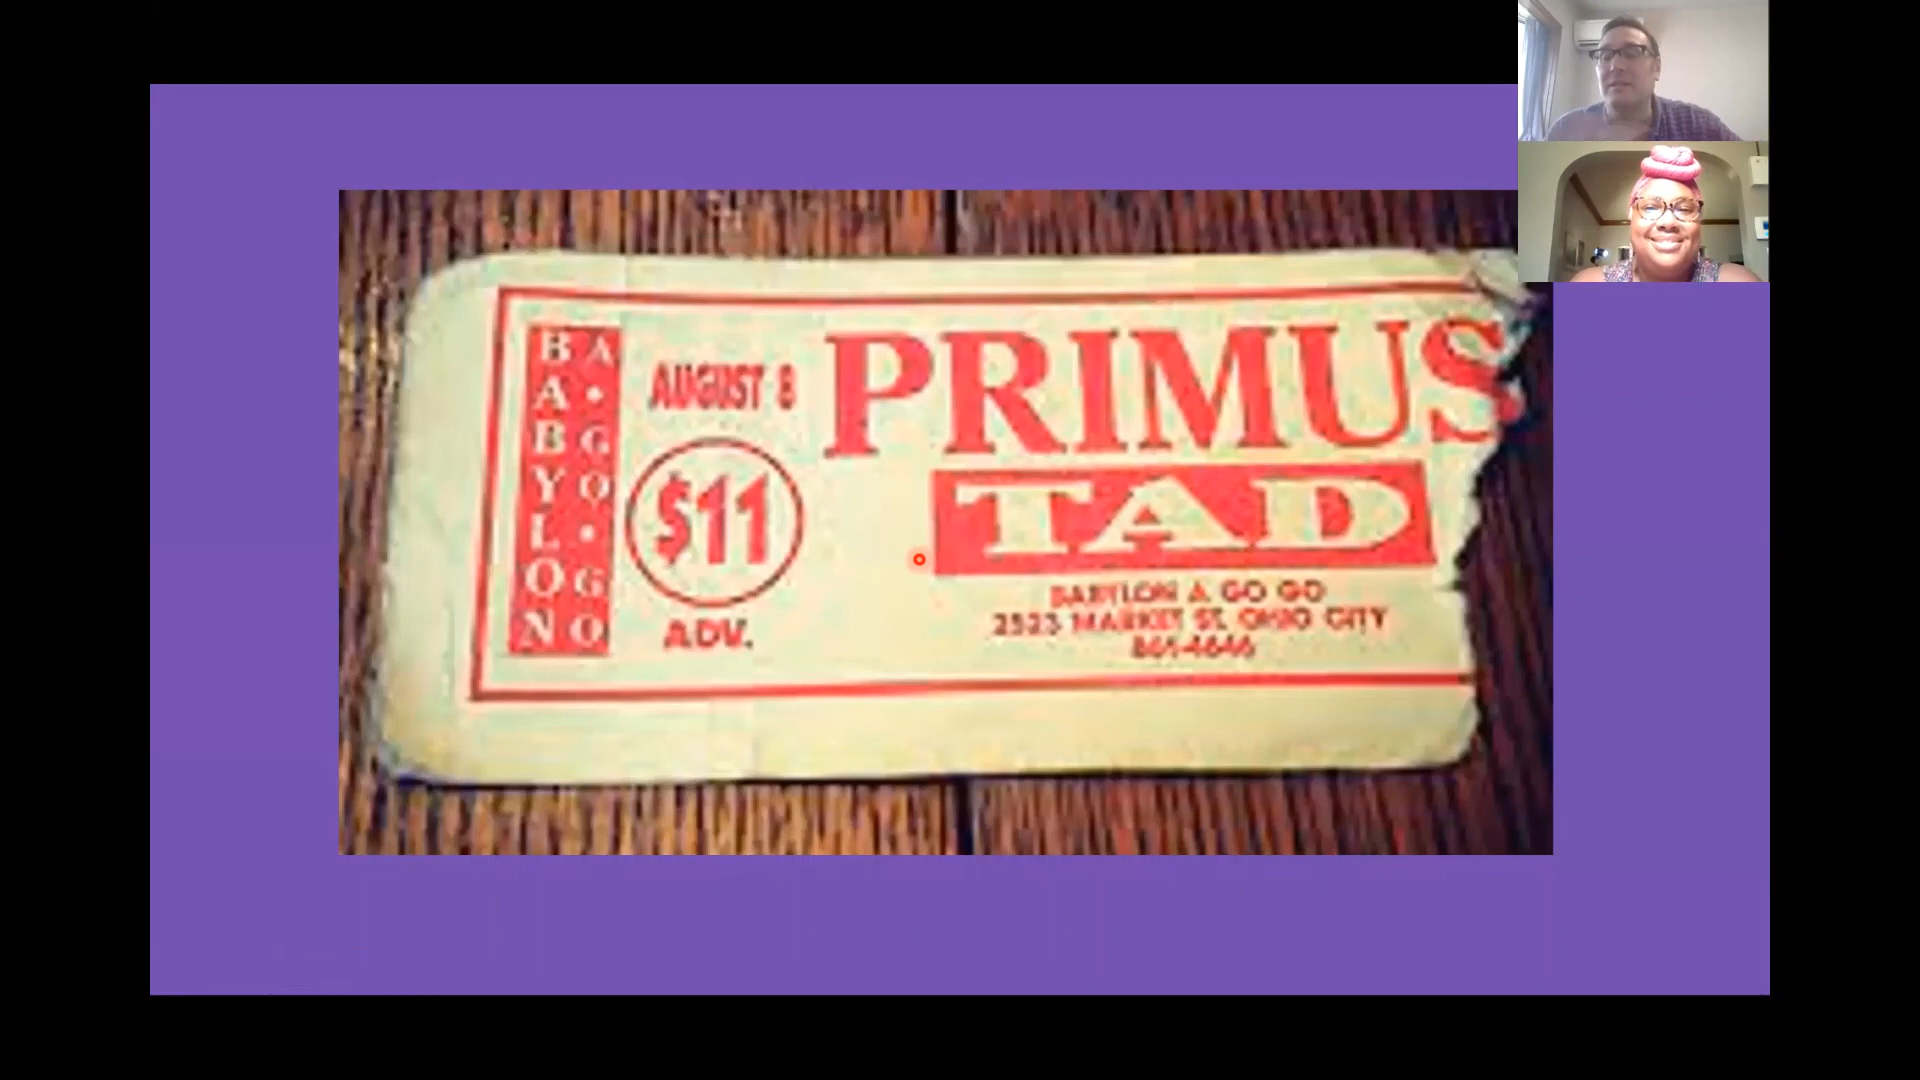 BABYLON
A•GO•GO
AUGUST 8
$11
ADV.
PRIMUS
TAD
BABYLON A GO GO
2523 MARKET ST. OHIO CITY
861-4646